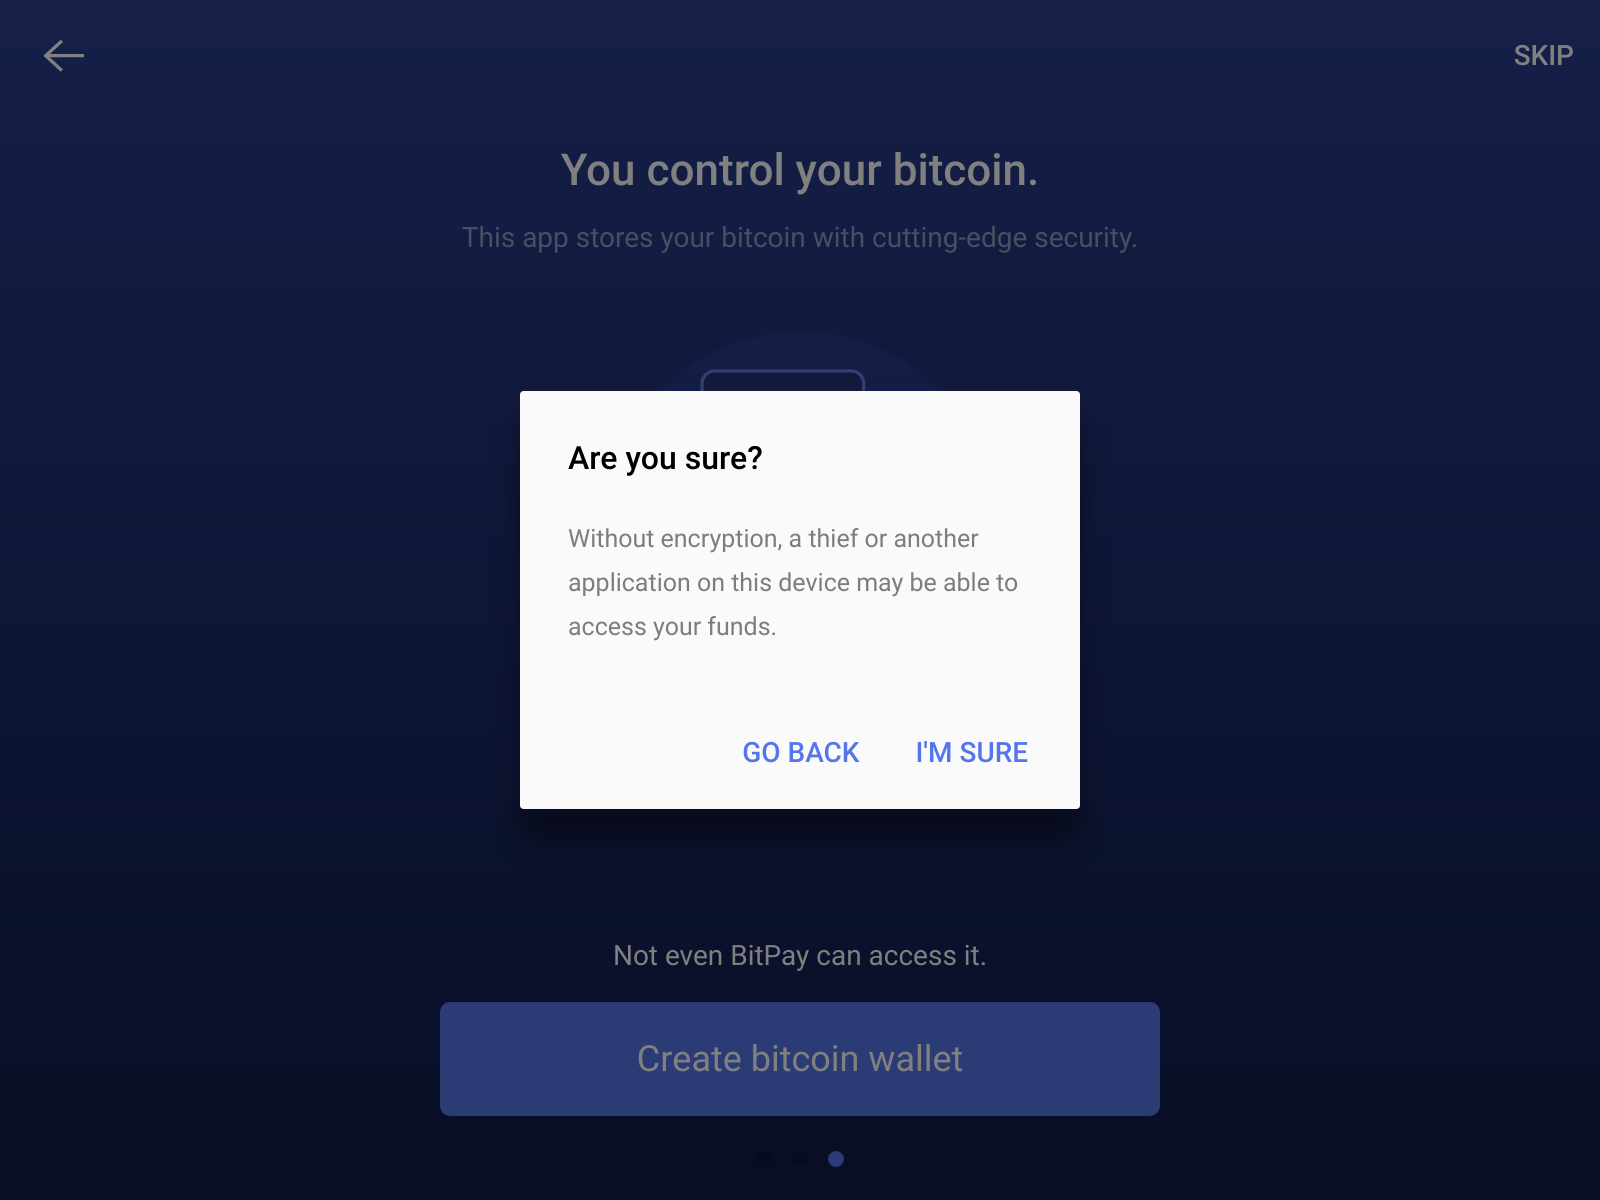 SKIP
You control your bitcoin.
This app stores your bitcoin with cutting-edge security.
Are you sure?
Without encryption, a thief or another
application on this device may be able to
access your funds.
GO BACK I'M SURE
Not even BitPay can access it.
Create bitcoin wallet